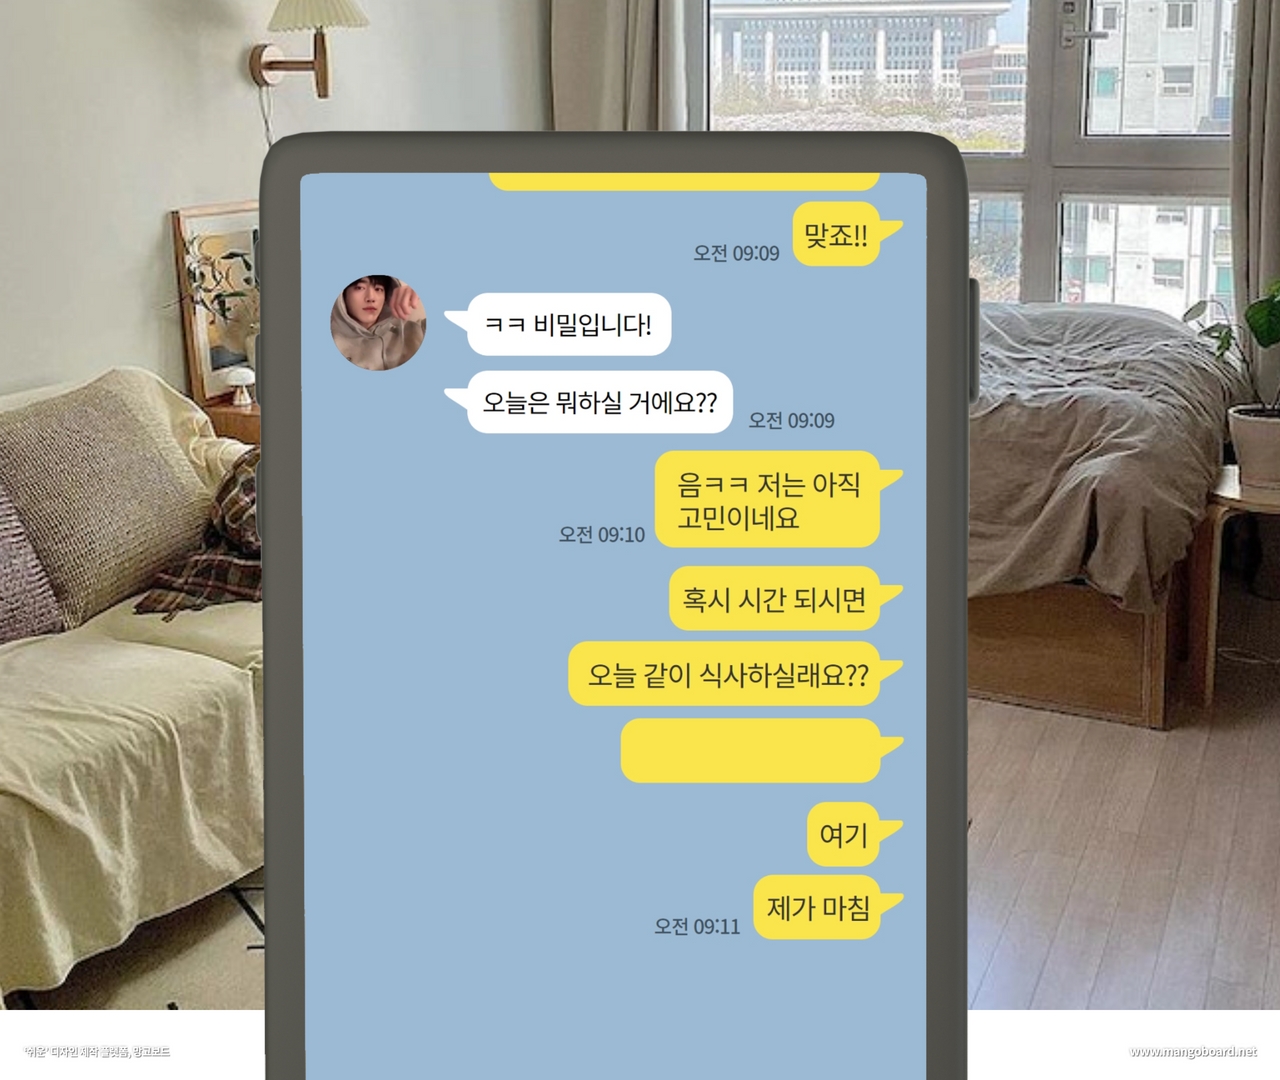 맞죠!!
오전 09:09
ㅋㅋ 비밀입니다!
오늘은 뭐하실 거에요??
오전 09:09
음ㅋㅋ 저는 아직
고민이네요
오전 09:10
혹시 시간 되시면
오늘 같이 식사하실래요??
여기
제가 마침
오전 09:11
'쉬운' 디자인 제작 플랫폼, 망고보드
www.mangoboard.net